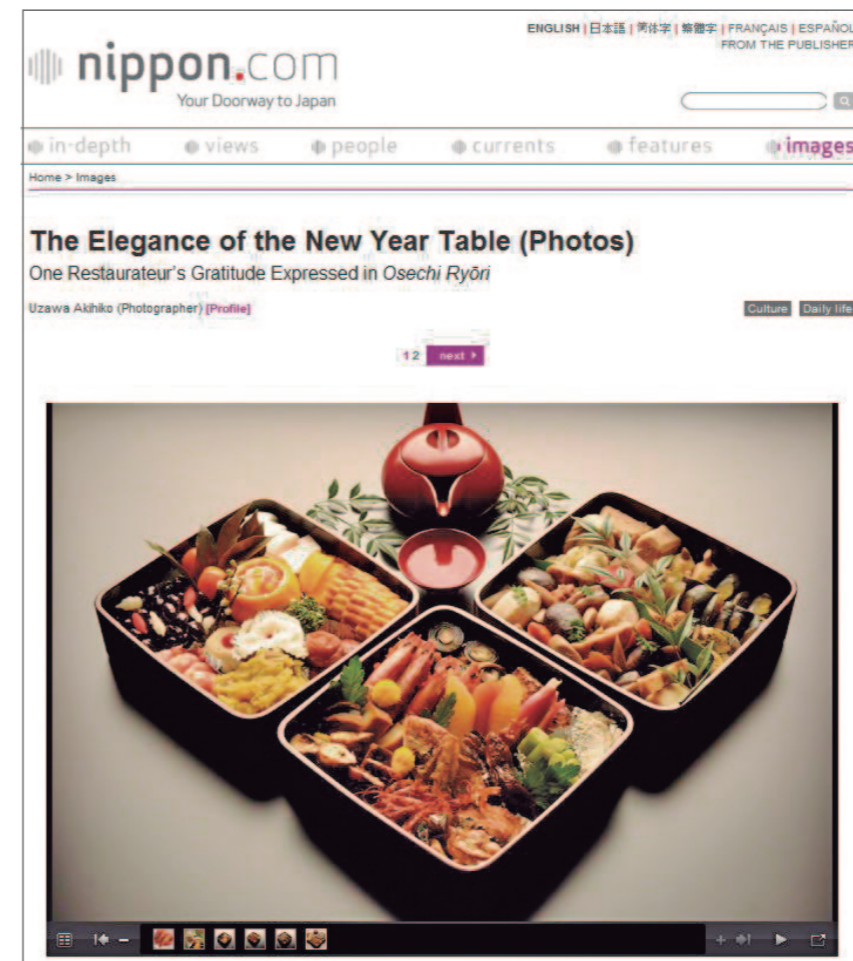 ENGLISH | 日本語 | 简体字 | 繁體字 | FRANÇAIS | ESPAÑOL
FROM THE PUBLISHER
nippon.com
Your Doorway to Japan
in-depth views people currents features images
Home > Images
The Elegance of the New Year Table (Photos)
One Restaurateur's Gratitude Expressed in Osechi Ryōri
Uzawa Akihiko (Photographer) [Profile] Culture Daily life
1 2 next